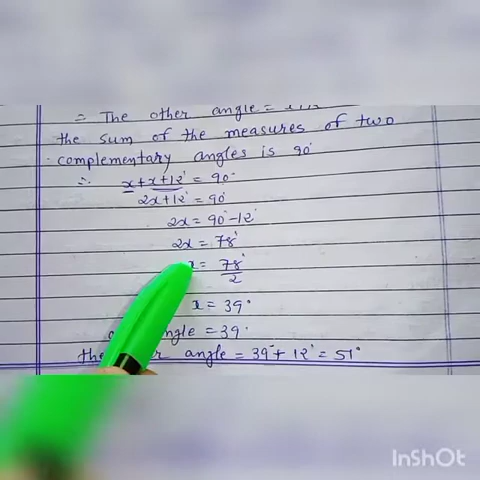 = The other angle =
the sum of the measures of two
complementary angles is 90°
∴ x + x + 12° = 90°
2x + 12° = 90°
2x = 90° - 12°
2x = 78°
x = 78°/2
x = 39°
angle = 39°
the angle = 39° + 12° = 51°
InShOt